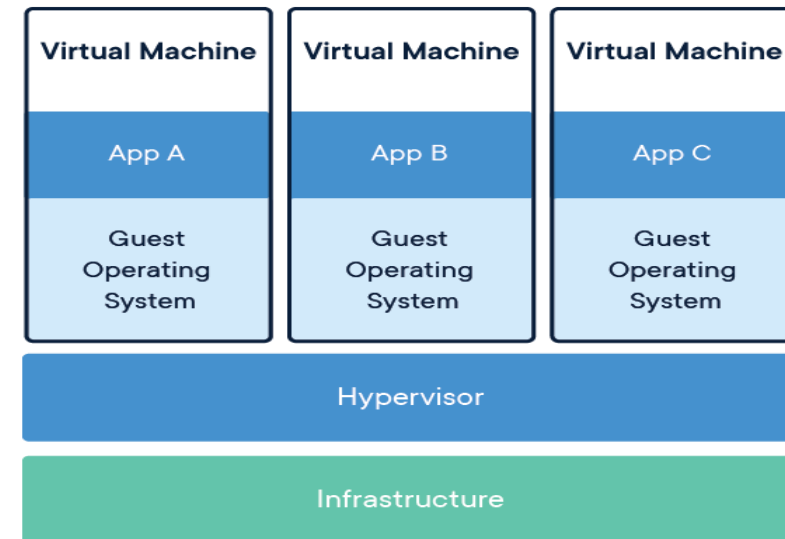 Virtual Machine
Virtual Machine
Virtual Machine
App A
App B
App C
Guest
Operating
System
Guest
Operating
System
Guest
Operating
System
Hypervisor
Infrastructure